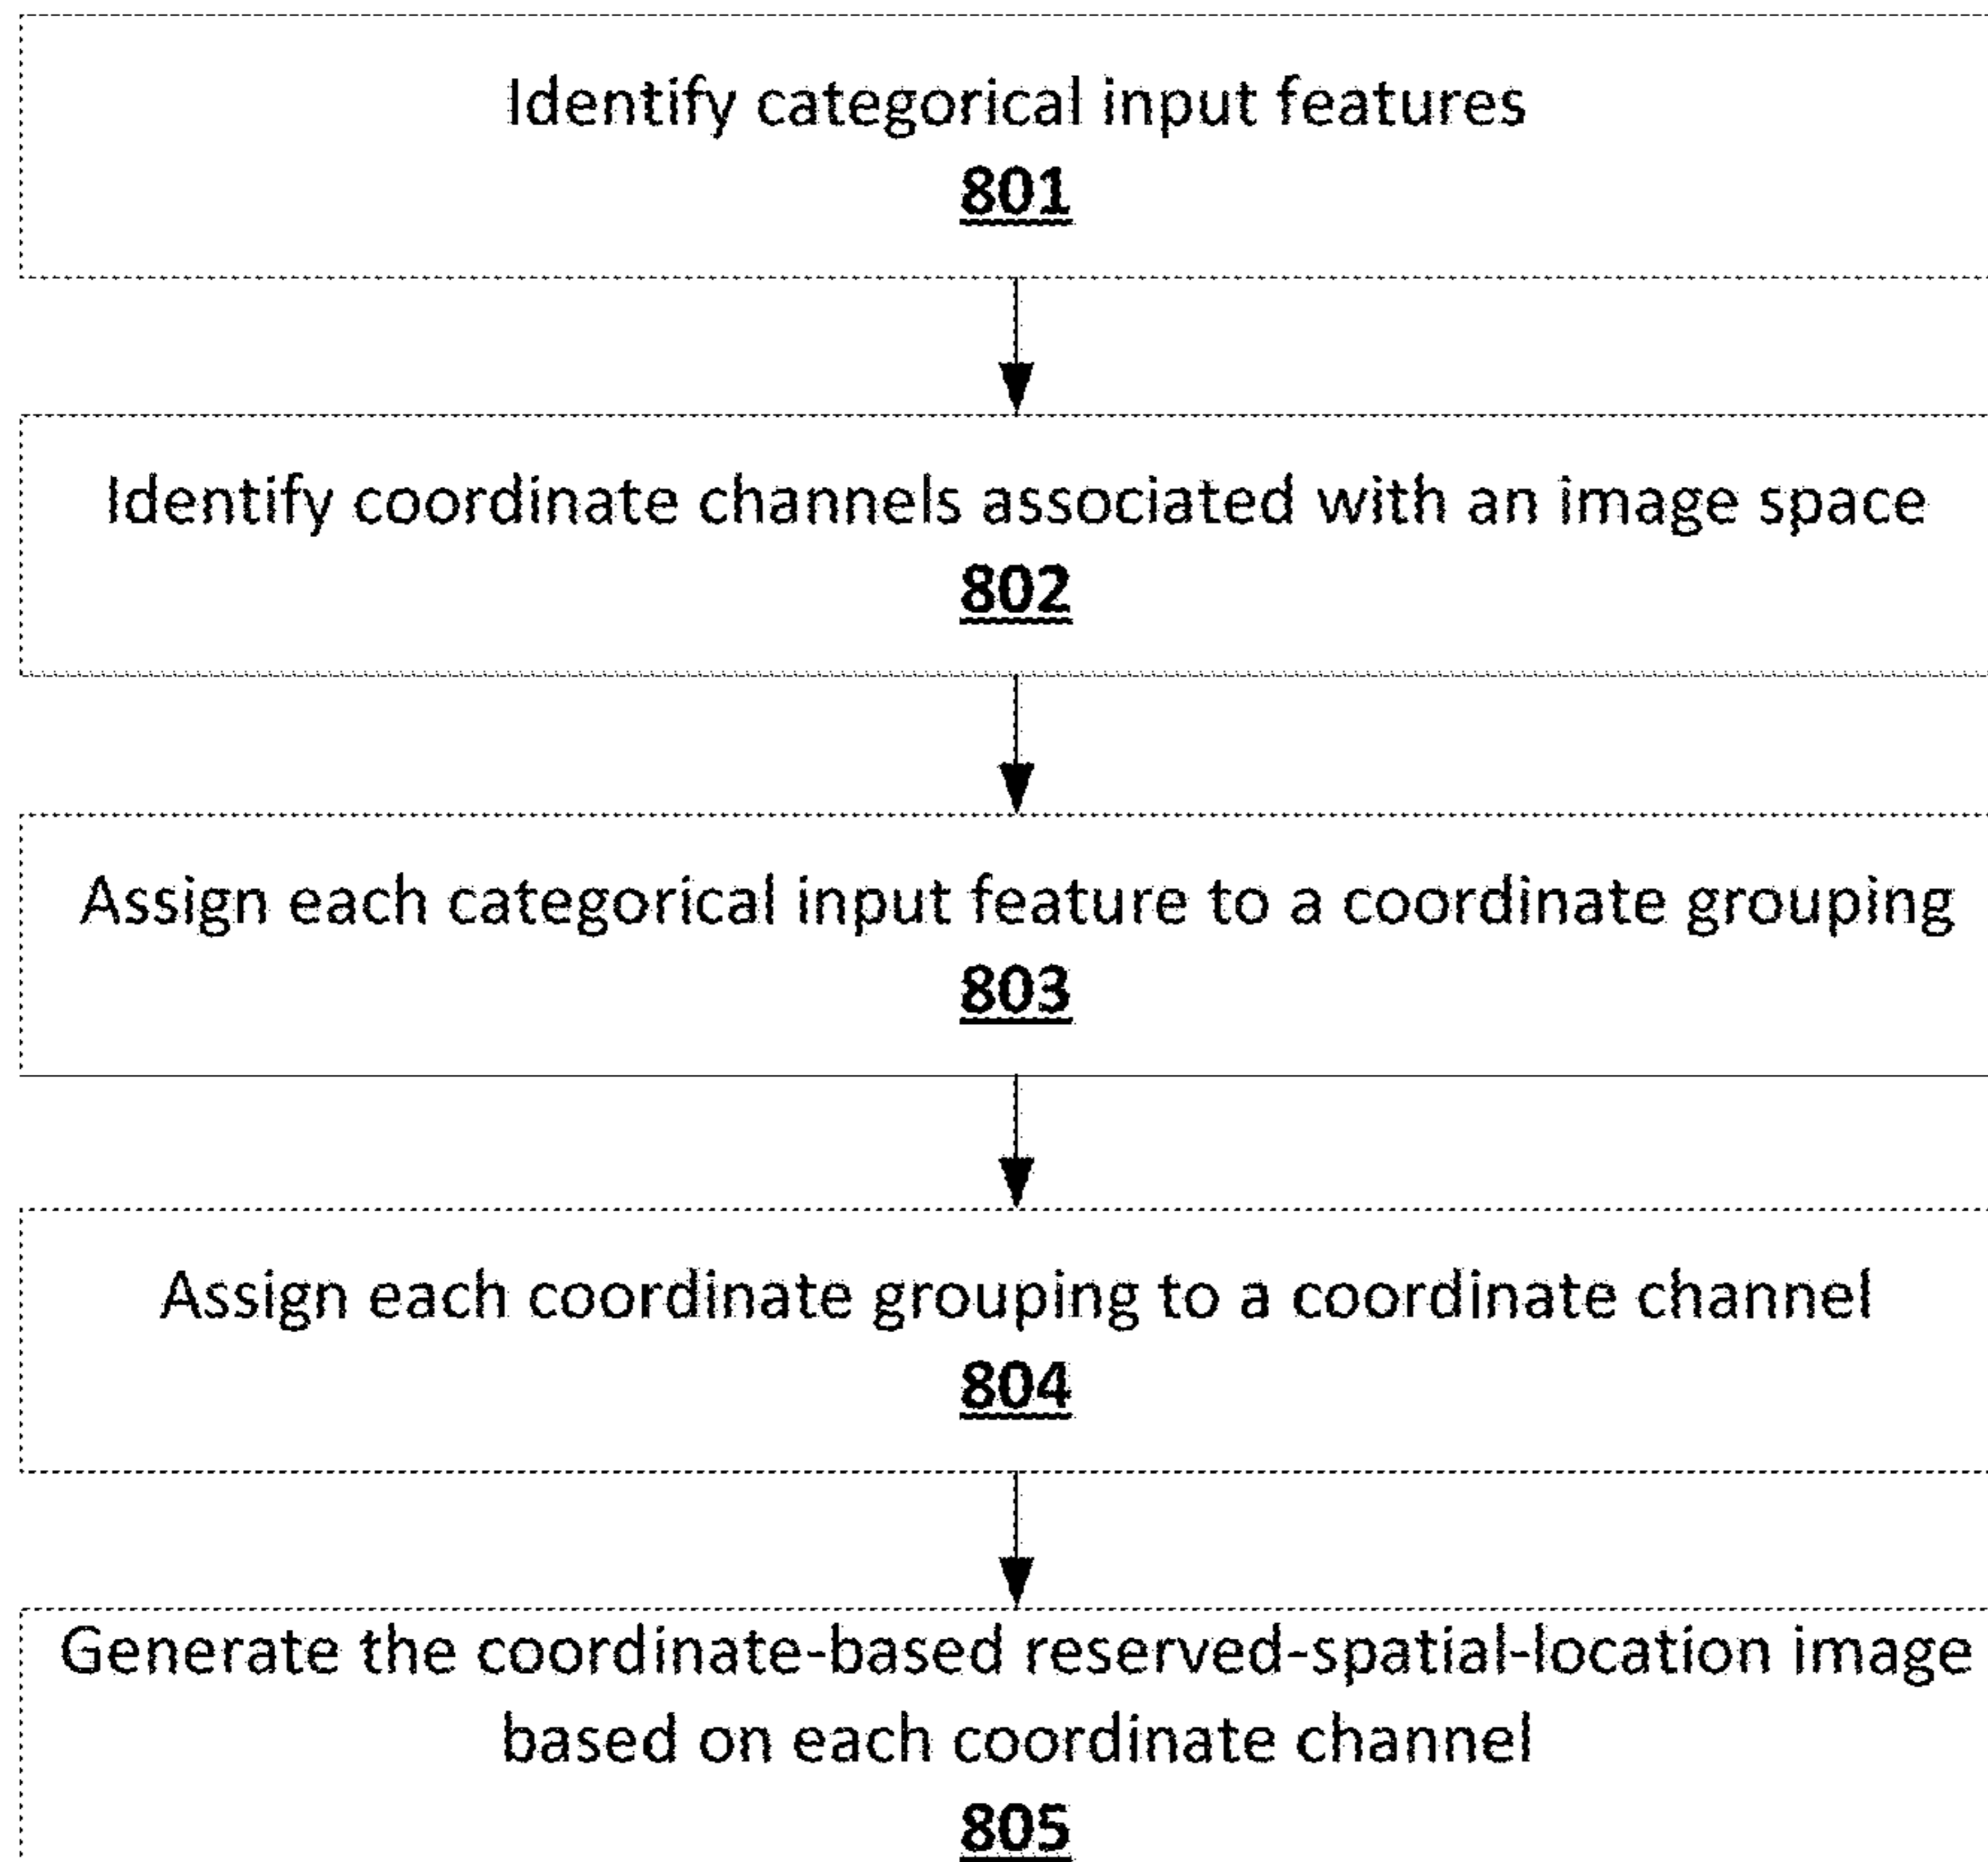 Identify categorical input features
801
Identify coordinate channels associated with an image space
802
Assign each categorical input feature to a coordinate grouping
803
Assign each coordinate grouping to a coordinate channel
804
Generate the coordinate-based reserved-spatial-location image
based on each coordinate channel
805